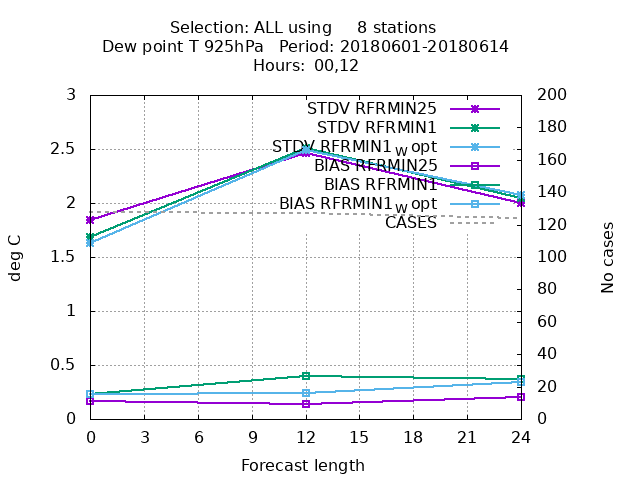 Selection: ALL using     8 stations
Dew point T 925hPa   Period: 20180601-20180614
Hours:  00,12
3
2.5
2
1.5
1
0.5
0
200
180
160
140
120
100
80
60
40
20
0
STDV RFRMIN25
STDV RFRMIN1
STDV RFRMIN1_w opt
BIAS RFRMIN25
BIAS RFRMIN1
BIAS RFRMIN1_w opt
CASES
deg C
No cases
0 3 6 9 12 15 18 21 24
Forecast length